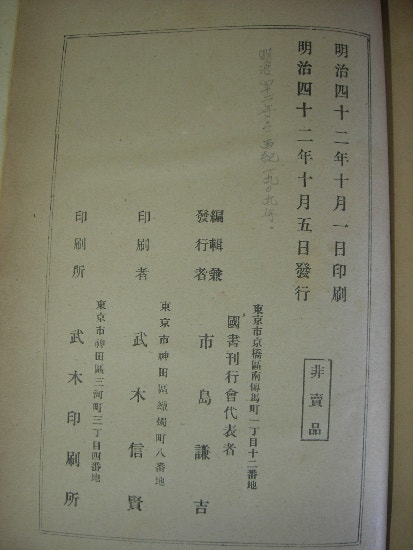 明治四十二年十月一日印刷
明治四十二年十月五日發行
非賣品
東京市京橋區南傳馬町一丁目十二番地
國書刊行會代表者
編輯兼
發行者
市島謙吉
東京市神田區蠟燭町八番地
印刷者 武木信賢
東京市神田區三河町三丁目四番地
印刷所 武木印刷所